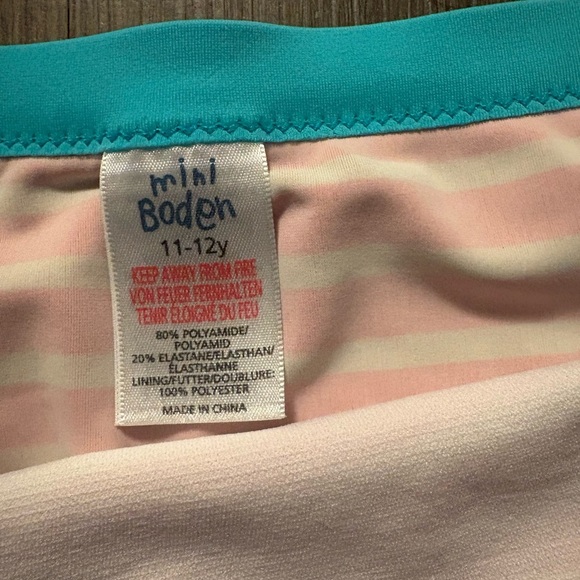 mini
Boden
11-12y
KEEP AWAY FROM FIRE
VON FEUER FERNHALTEN
TENIR ÉLOIGNÉ DU FEU
80% POLYAMIDE/
POLYAMID
20% ELASTANE/ELASTHAN/
ÉLASTHANNE
LINING/FUTTER/DOUBLURE:
100% POLYESTER
MADE IN CHINA